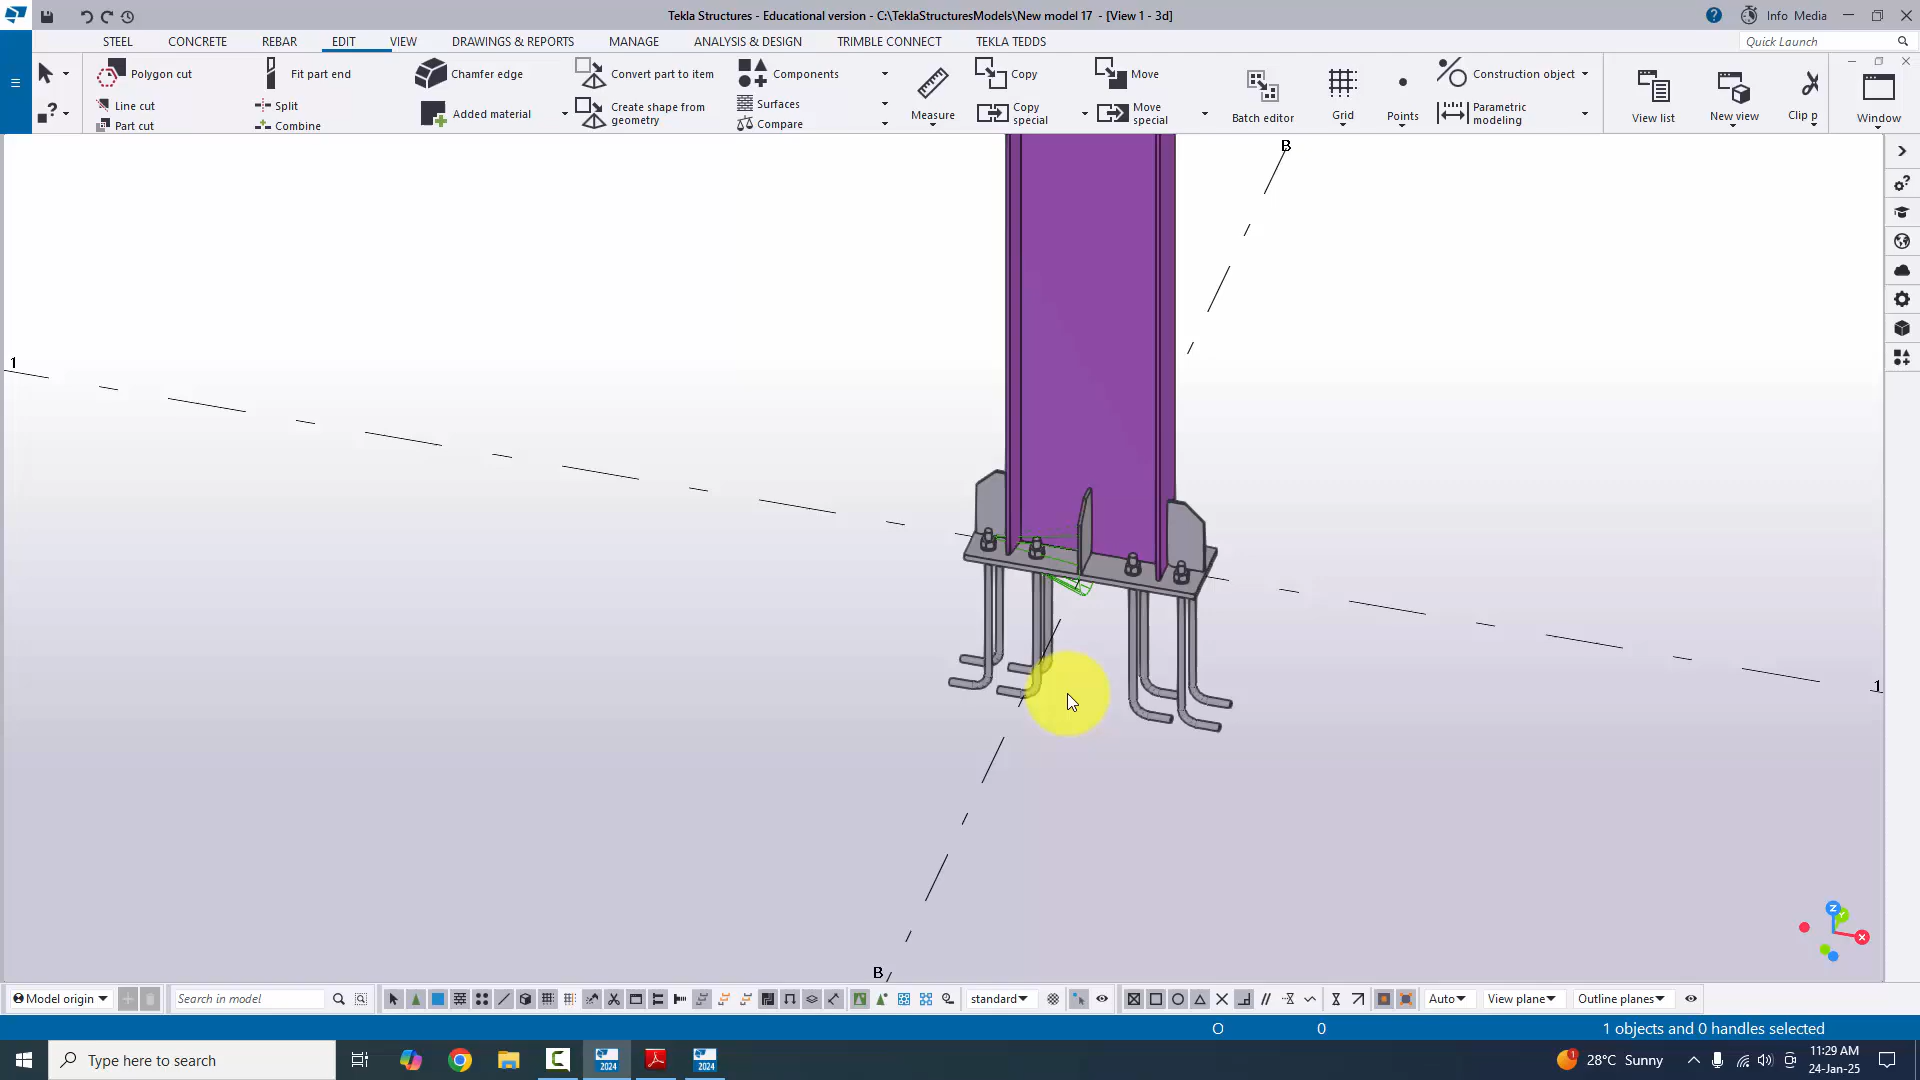 Tekla Structures - Educational version - C:\TeklaStructuresModels\New model 17 - [View 1 - 3d]
Info Media
STEEL CONCRETE REBAR EDIT VIEW DRAWINGS & REPORTS MANAGE ANALYSIS & DESIGN TRIMBLE CONNECT TEKLA TEDDS
Quick Launch
Polygon cut
Line cut
Part cut
Fit part end
Split
Combine
Chamfer edge
Added material
Convert part to item
Create shape from
geometry
Components
Surfaces
Compare
Measure
Copy
Copy
special
Move
Move
special
Batch editor
Grid
Points
Construction object
Parametric
modeling
View list
New view
Clip p
Window
B
1
1
B
Z
Y
X
Model origin
Search in model
standard
Auto
View plane
Outline planes
O
0
1 objects and 0 handles selected
Type here to search
2024
2024
1
28°C Sunny
11:29 AM
24-Jan-25